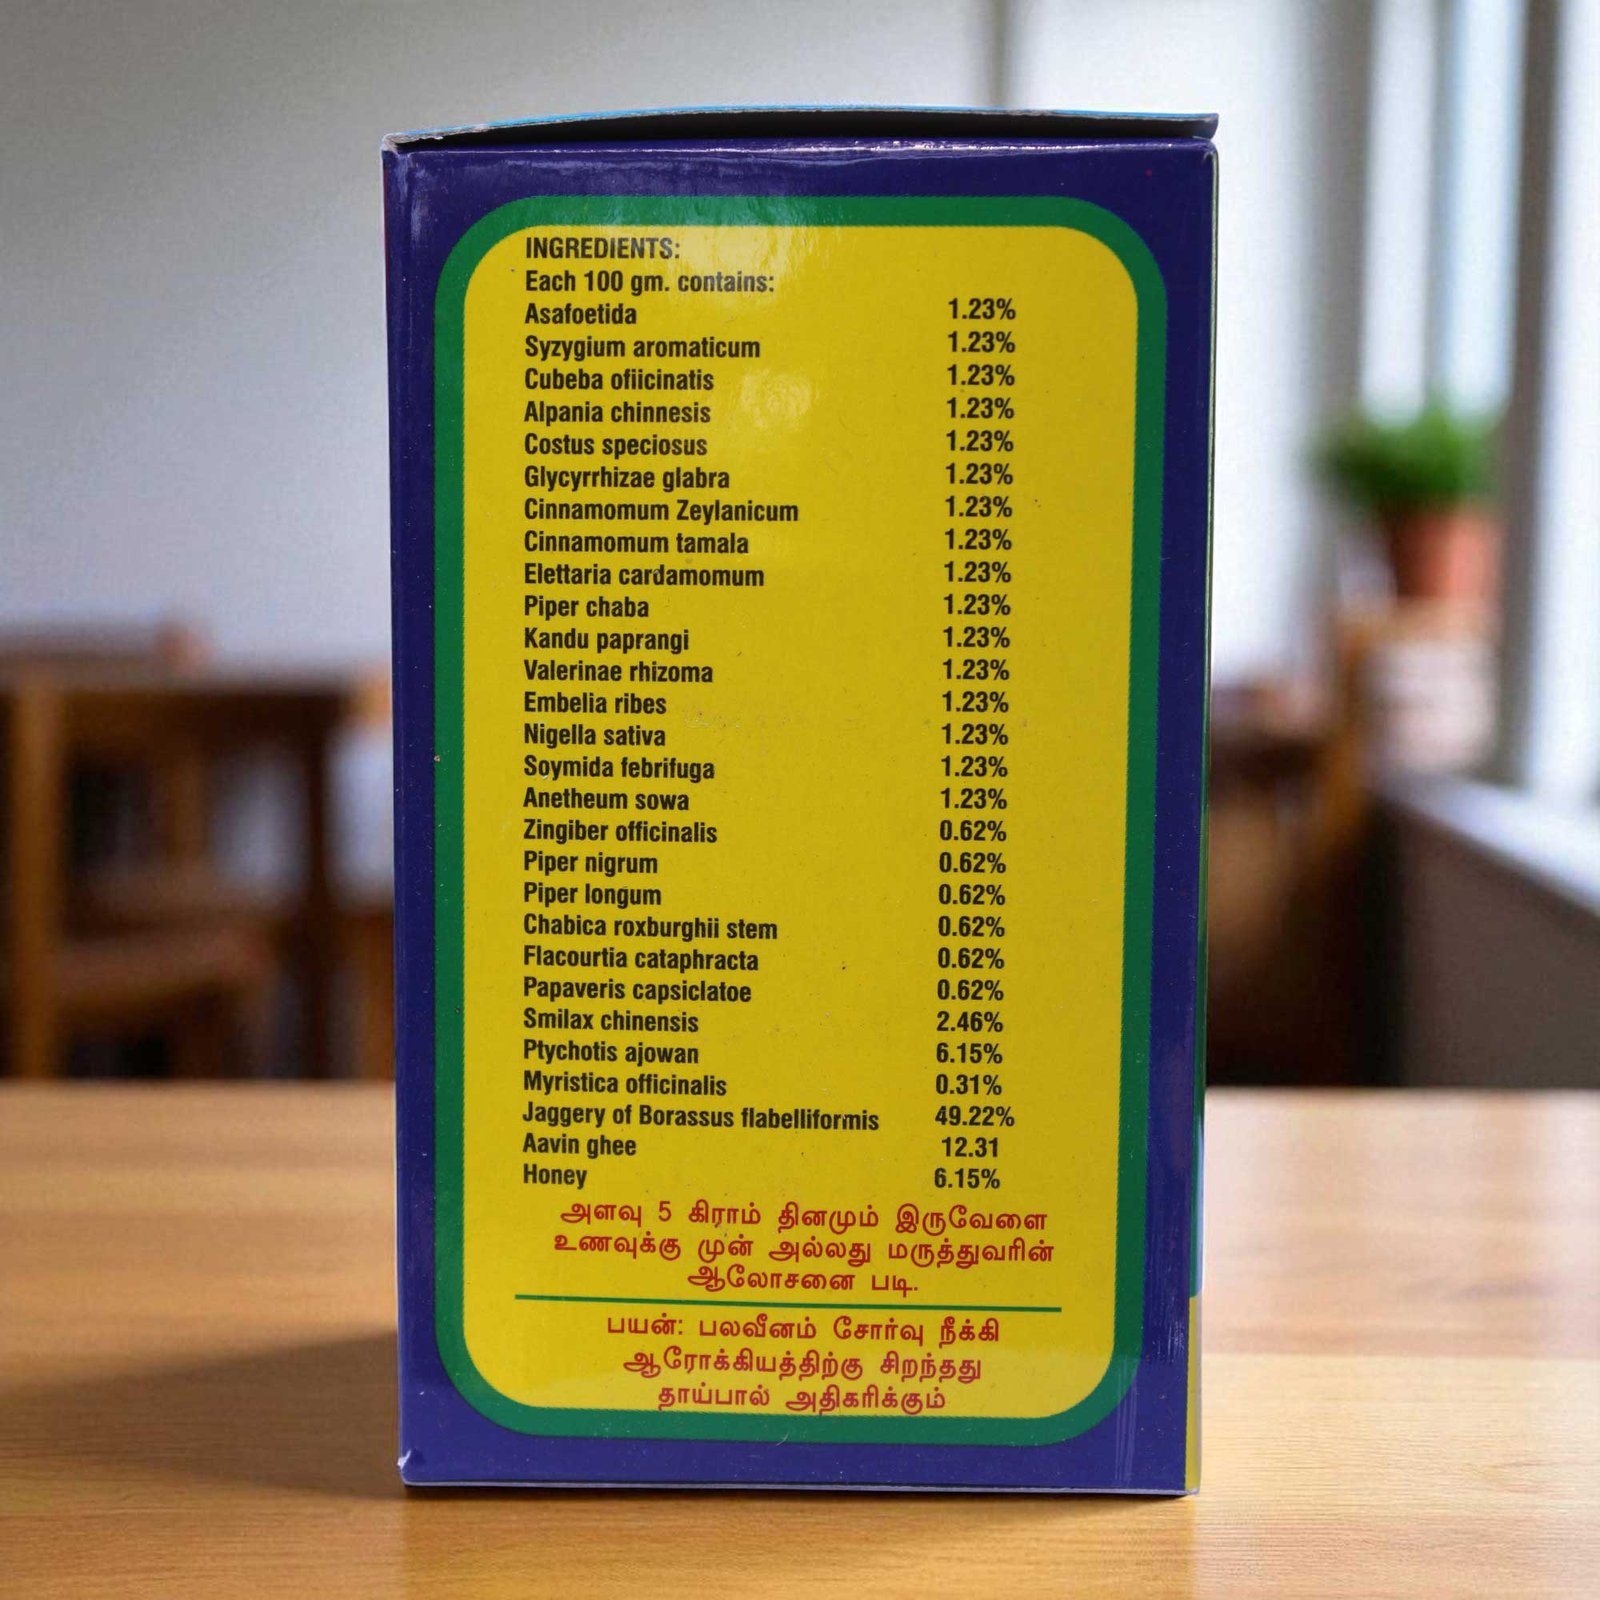 INGREDIENTS:
Each 100 gm. contains:
Asafoetida 1.23%
Syzygium aromaticum 1.23%
Cubeba ofiicinatis 1.23%
Alpania chinnesis 1.23%
Costus speciosus 1.23%
Glycyrrhizae glabra 1.23%
Cinnamomum Zeylanicum 1.23%
Cinnamomum tamala 1.23%
Elettaria cardamomum 1.23%
Piper chaba 1.23%
Kandu paprangi 1.23%
Valerinae rhizoma 1.23%
Embelia ribes 1.23%
Nigella sativa 1.23%
Soymida febrifuga 1.23%
Anetheum sowa 1.23%
Zingiber officinalis 0.62%
Piper nigrum 0.62%
Piper longum 0.62%
Chabica roxburghii stem 0.62%
Flacourtia cataphracta 0.62%
Papaveris capsiclatoe 0.62%
Smilax chinensis 2.46%
Ptychotis ajowan 6.15%
Myristica officinalis 0.31%
Jaggery of Borassus flabelliformis 49.22%
Aavin ghee 12.31
Honey 6.15%
அளவு 5 கிராம் தினமும் இருவேளை
உணவுக்கு முன் அல்லது மருத்துவரின்
ஆலோசனை படி.
பயன்: பலவீனம் சோர்வு நீக்கி
ஆரோக்கியத்திற்கு சிறந்தது
தாய்பால் அதிகரிக்கும்